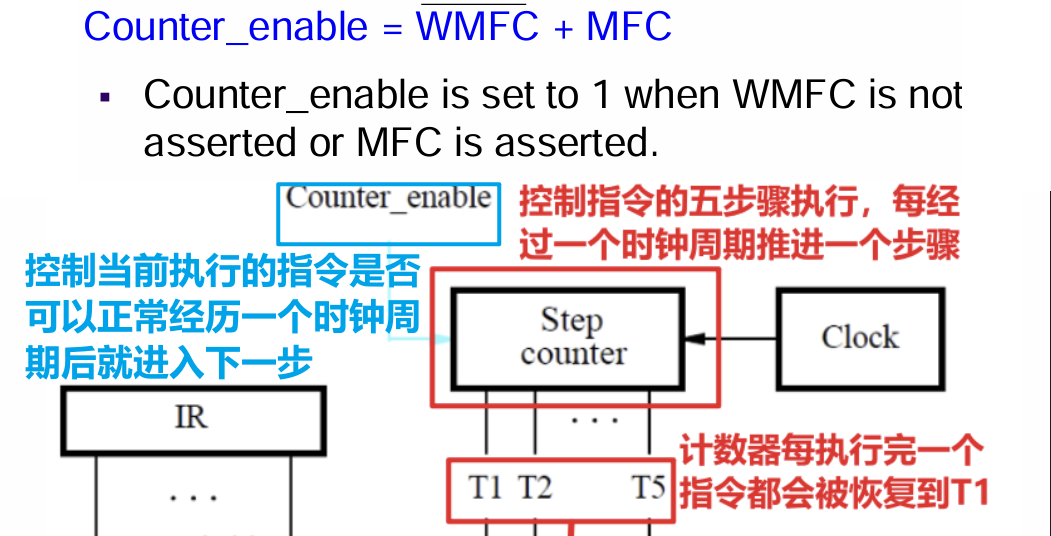 Counter_enable = W̅M̅F̅C̅ + MFC
▪ Counter_enable is set to 1 when WMFC is not
asserted or MFC is asserted.
Counter_enable
控制指令的五步骤执行，每经
过一个时钟周期推进一个步骤
控制当前执行的指令是否
可以正常经历一个时钟周
期后就进入下一步
Step
counter
Clock
IR
...
计数器每执行完一个
指令都会被恢复到T1
T1 T2 T5
...